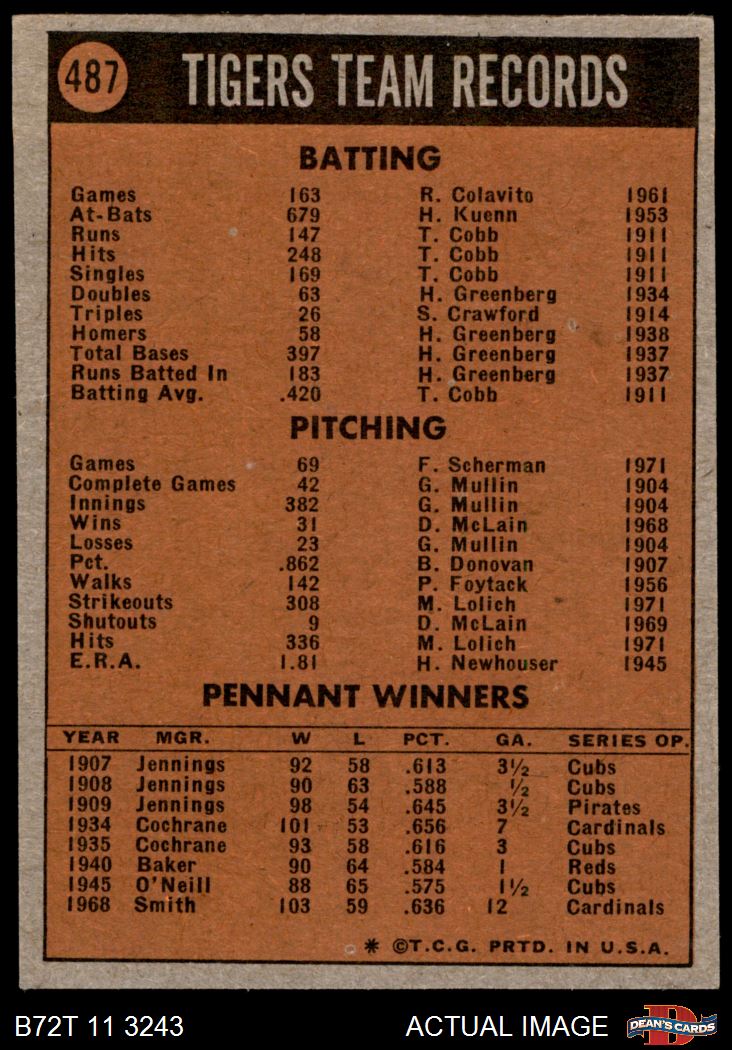 487 TIGERS TEAM RECORDS
BATTING
Games 163 R. Colavito 1961
At-Bats 679 H. Kuenn 1953
Runs 147 T. Cobb 1911
Hits 248 T. Cobb 1911
Singles 169 T. Cobb 1911
Doubles 63 H. Greenberg 1934
Triples 26 S. Crawford 1914
Homers 58 H. Greenberg 1938
Total Bases 397 H. Greenberg 1937
Runs Batted In 183 H. Greenberg 1937
Batting Avg. .420 T. Cobb 1911
PITCHING
Games 69 F. Scherman 1971
Complete Games 42 G. Mullin 1904
Innings 382 G. Mullin 1904
Wins 31 D. McLain 1968
Losses 23 G. Mullin 1904
Pct. .862 B. Donovan 1907
Walks 142 P. Foytack 1956
Strikeouts 308 M. Lolich 1971
Shutouts 9 D. McLain 1969
Hits 336 M. Lolich 1971
E.R.A. 1.81 H. Newhouser 1945
PENNANT WINNERS
YEAR MGR. W L PCT. GA. SERIES OP.
1907 Jennings 92 58 .613 3½ Cubs
1908 Jennings 90 63 .588 ½ Cubs
1909 Jennings 98 54 .645 3½ Pirates
1934 Cochrane 101 53 .656 7 Cardinals
1935 Cochrane 93 58 .616 3 Cubs
1940 Baker 90 64 .584 1 Reds
1945 O'Neill 88 65 .575 1½ Cubs
1968 Smith 103 59 .636 12 Cardinals
* ©T.C.G. PRTD. IN U.S.A.
B72T 11 3243 ACTUAL IMAGE D DEAN'S CARDS